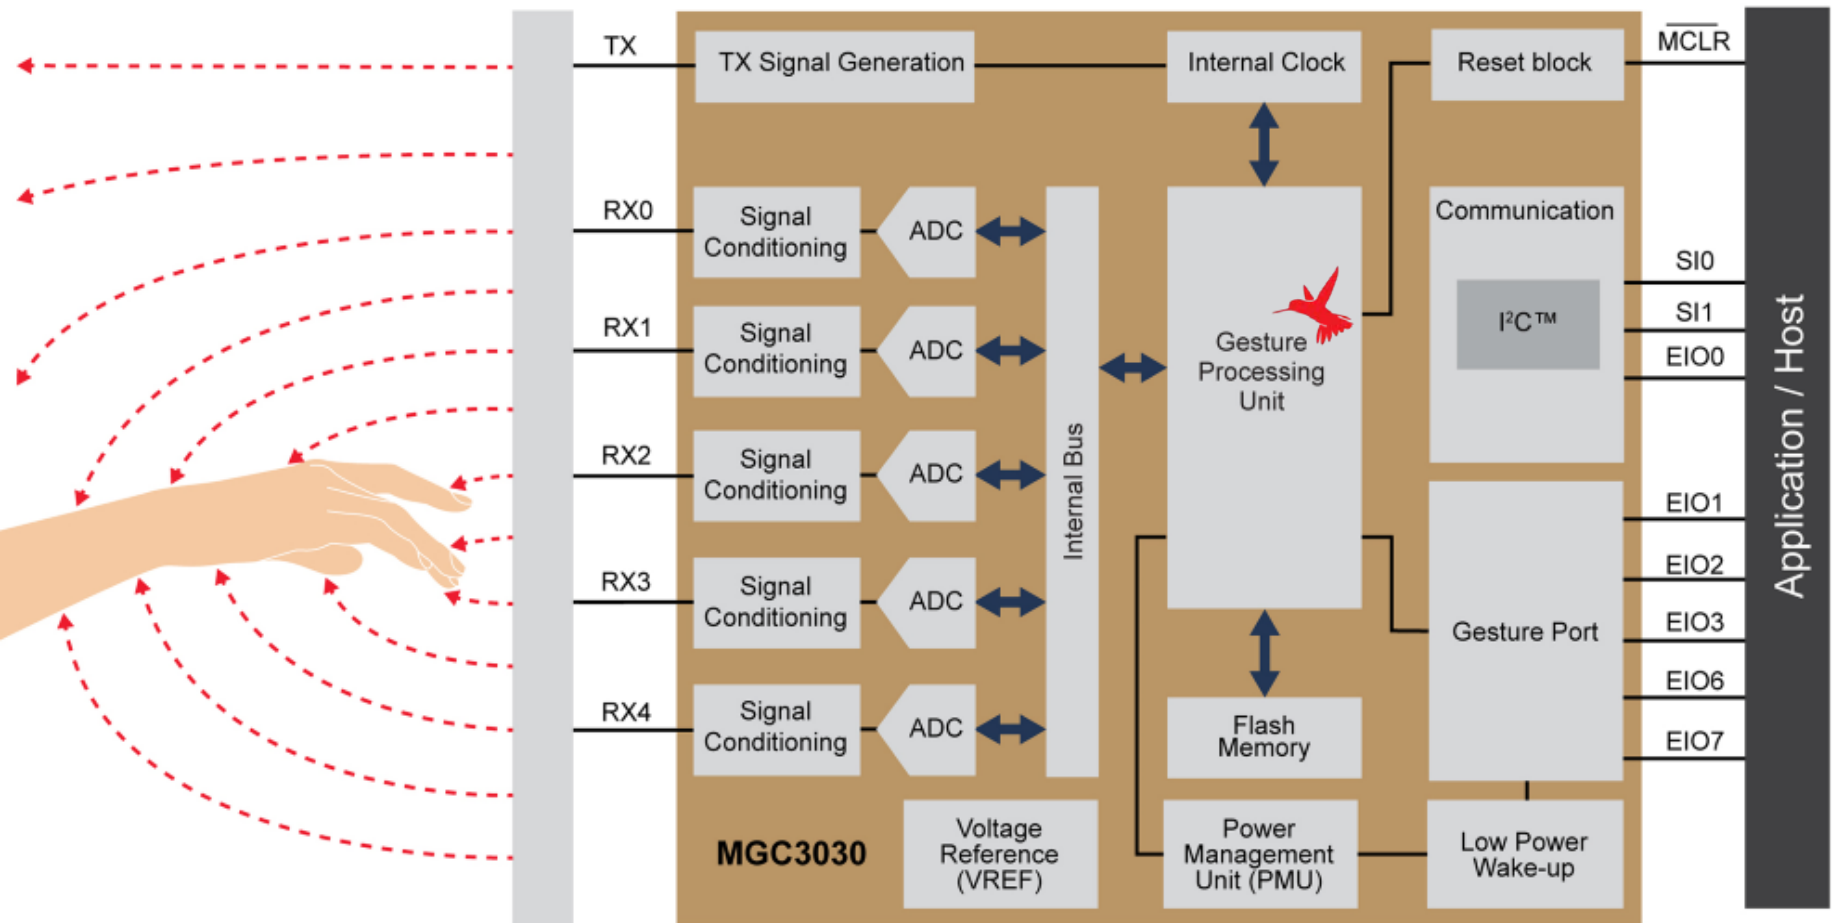 TX
TX Signal Generation
Internal Clock
Reset block
MCLR
RX0
Signal
Conditioning
ADC
RX1
Signal
Conditioning
ADC
RX2
Signal
Conditioning
ADC
RX3
Signal
Conditioning
ADC
RX4
Signal
Conditioning
ADC
Internal Bus
Gesture
Processing
Unit
Communication
I²C™
SI0
SI1
EIO0
Gesture Port
EIO1
EIO2
EIO3
EIO6
EIO7
Flash
Memory
MGC3030
Voltage
Reference
(VREF)
Power
Management
Unit (PMU)
Low Power
Wake-up
Application / Host